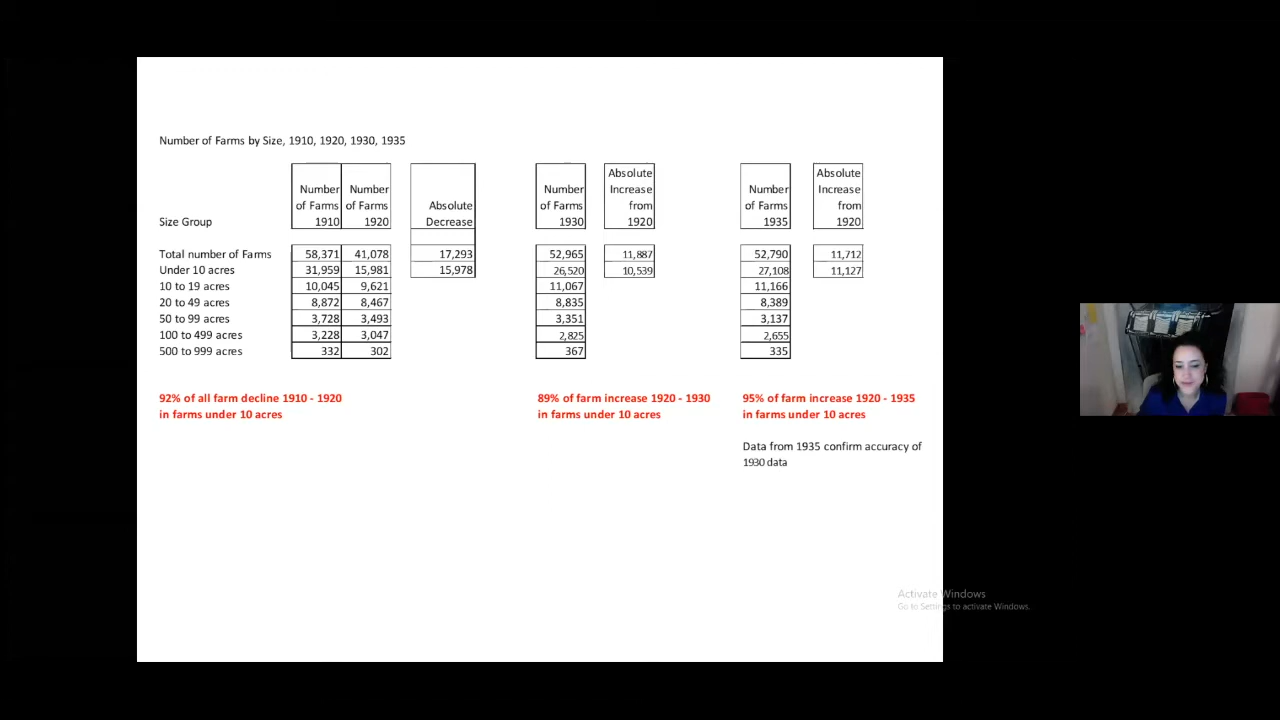 Number of Farms by Size, 1910, 1920, 1930, 1935
Size Group
Number of Farms 1910
Number of Farms 1920
Absolute Decrease
Number of Farms 1930
Absolute Increase from 1920
Number of Farms 1935
Absolute Increase from 1920
Total number of Farms 58,371 41,078 17,293 52,965 11,887 52,790 11,712
Under 10 acres 31,959 15,981 15,978 26,520 10,539 27,108 11,127
10 to 19 acres 10,045 9,621 11,067 11,166
20 to 49 acres 8,872 8,467 8,835 8,389
50 to 99 acres 3,728 3,493 3,351 3,137
100 to 499 acres 3,228 3,047 2,825 2,655
500 to 999 acres 332 302 367 335
92% of all farm decline 1910 - 1920
in farms under 10 acres
89% of farm increase 1920 - 1930
in farms under 10 acres
95% of farm increase 1920 - 1935
in farms under 10 acres
Data from 1935 confirm accuracy of
1930 data
Activate Windows
Go to Settings to activate Windows.